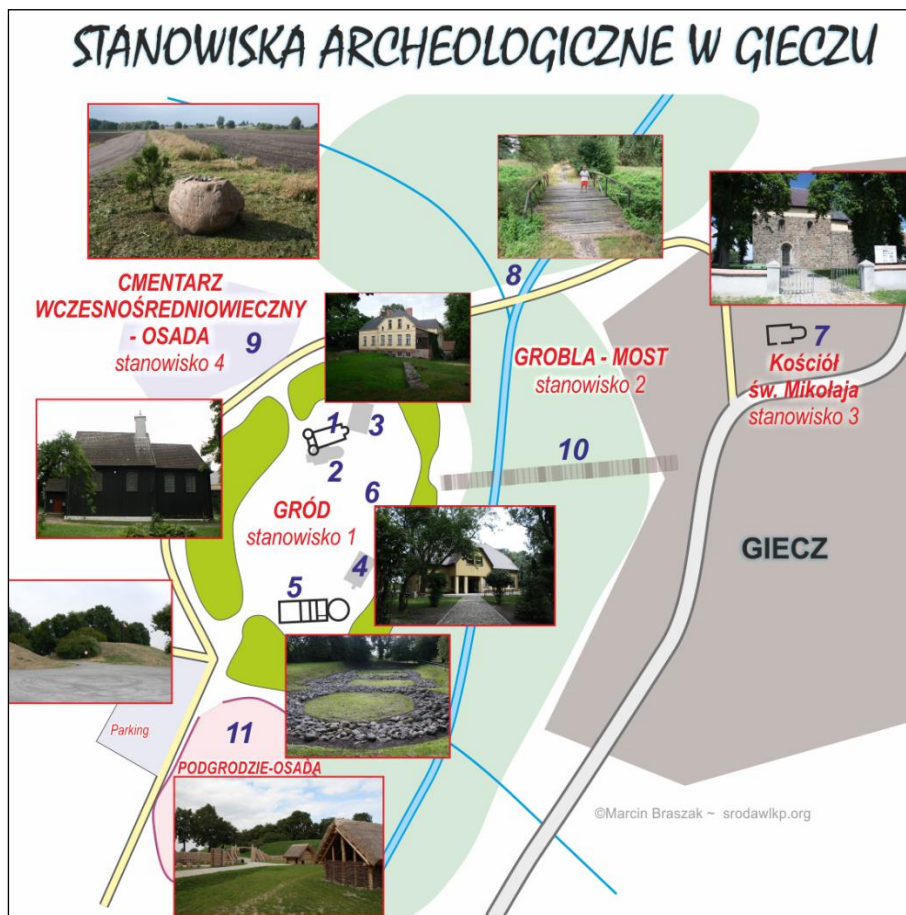 STANOWISKA ARCHEOLOGICZNE W GIECZU
CMENTARZ
WCZESNOŚREDNIOWIECZNY
- OSADA
stanowisko 4
9
8
GROBLA - MOST
stanowisko 2
7
Kościół
św. Mikołaja
stanowisko 3
1
3
2
6
GRÓD
stanowisko 1
4
5
10
GIECZ
Parking
11
PODGRODZIE-OSADA
©Marcin Braszak ~ srodawlkp.org